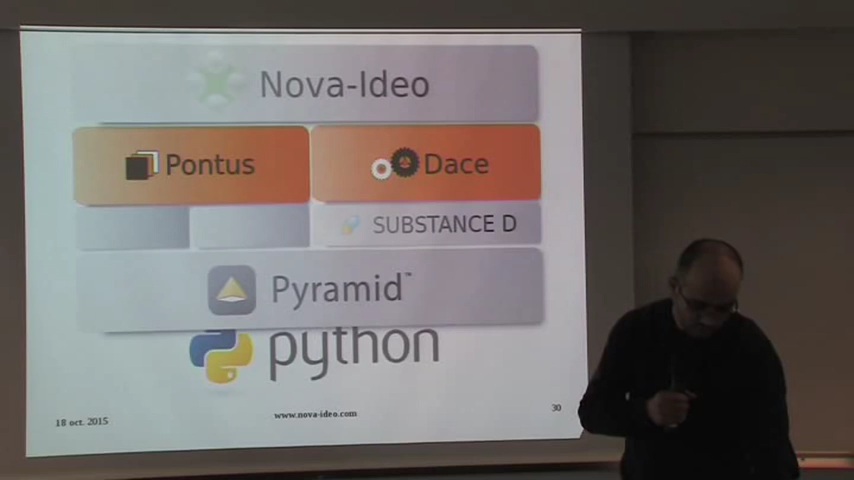 Nova-Ideo
Pontus
Dace
SUBSTANCE D
Pyramid™
python
18 oct. 2015
www.nova-ideo.com
30